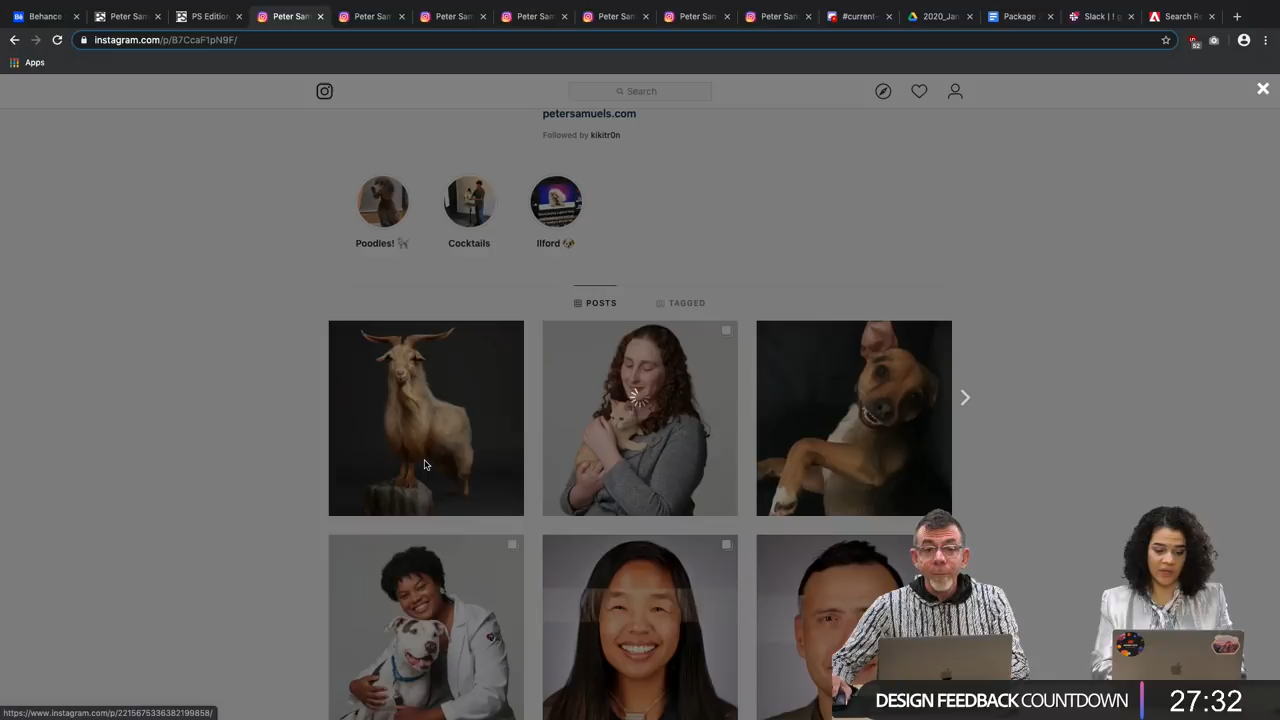 Behance
Peter Sam
PS Edition
Peter Sam
Peter Sam
Peter Sam
Peter Sam
Peter Sam
Peter Sam
Peter Sam
#current-
2020_Jan
Package
Slack | ! g
Search Re
instagram.com/p/B7CcaF1pN9F/
52
Apps
Search
petersamuels.com
Followed by kikitr0n
Poodles! 🐩
Cocktails
Ilford 🐶
POSTS
TAGGED
DESIGN FEEDBACK COUNTDOWN
27:32
https://www.instagram.com/p/2215675336382199858/